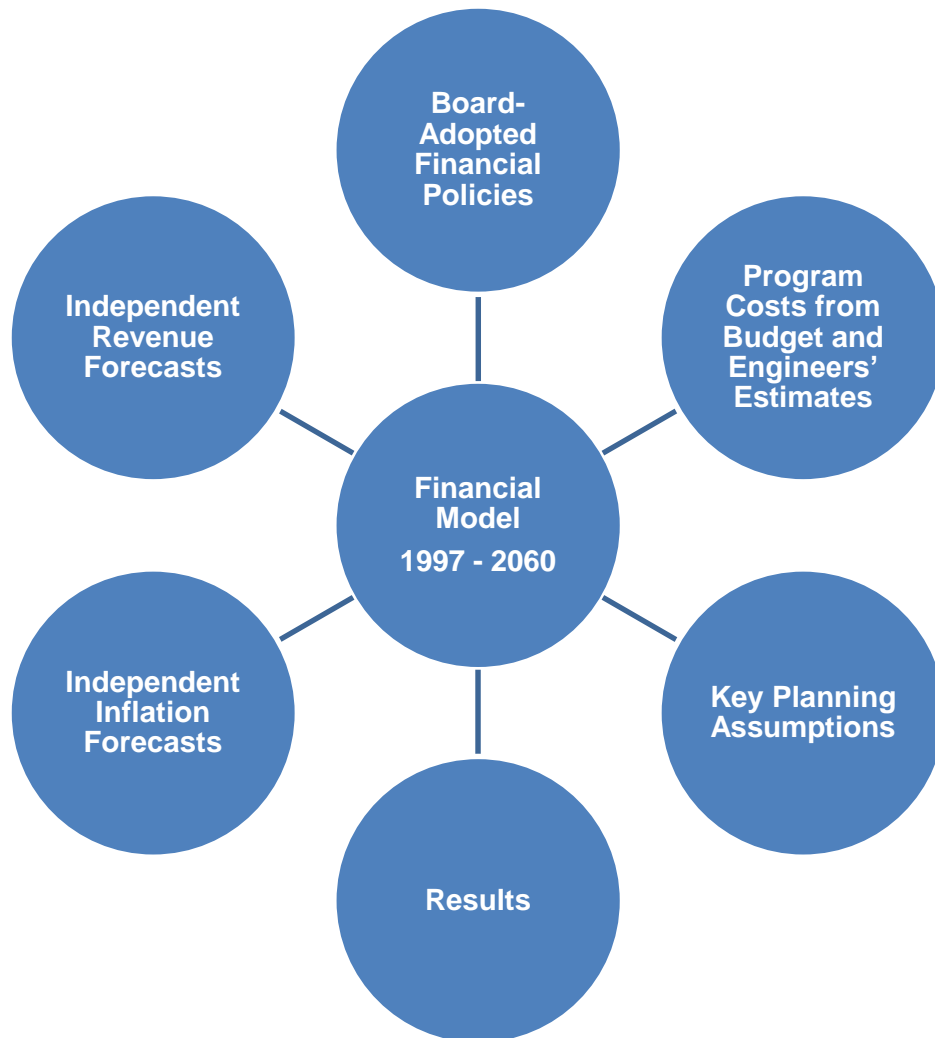 Board-
Adopted
Financial
Policies
Independent
Revenue
Forecasts
Program
Costs from
Budget and
Engineers’
Estimates
Financial
Model
1997 - 2060
Independent
Inflation
Forecasts
Key Planning
Assumptions
Results